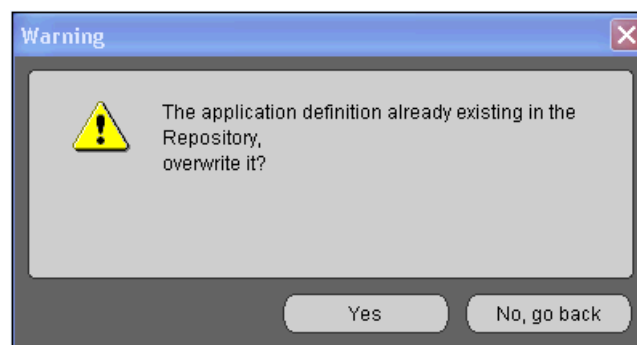 Warning
The application definition already existing in the
Repository,
overwrite it?
Yes
No, go back